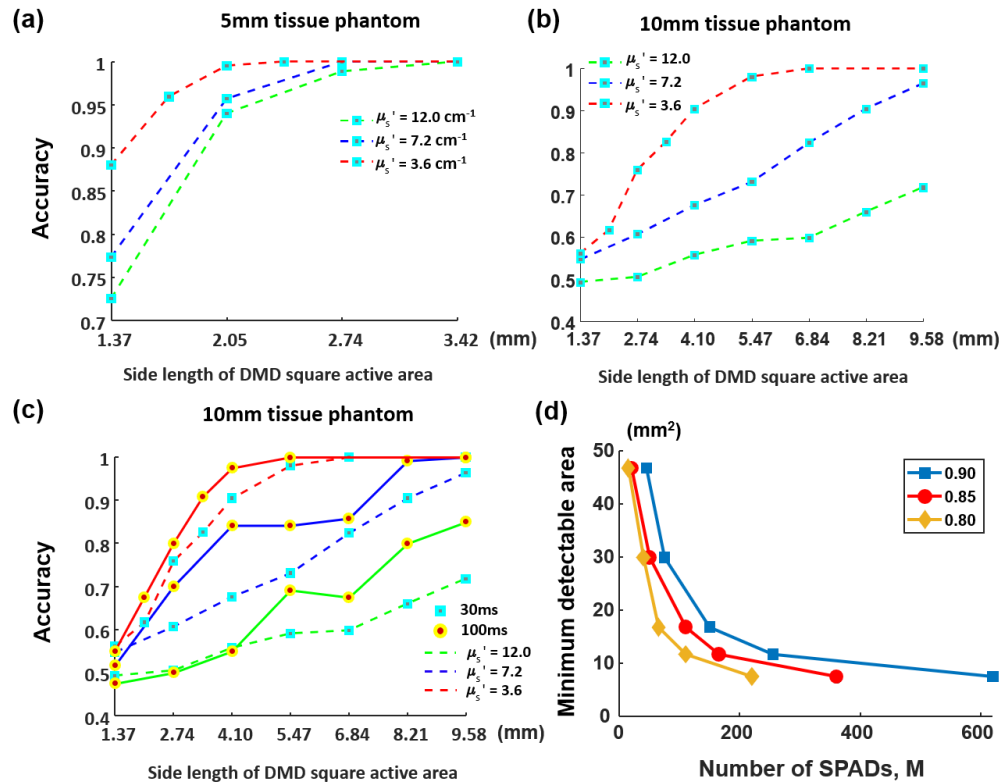 (a)
5mm tissue phantom
1
0.95
0.9
0.85
0.8
0.75
0.7
Accuracy
μs' = 12.0 cm-1
μs' = 7.2 cm-1
μs' = 3.6 cm-1
1.37 2.05 2.74 3.42 (mm)
Side length of DMD square active area
(b)
10mm tissue phantom
μs' = 12.0
μs' = 7.2
μs' = 3.6
1
0.9
0.8
0.7
0.6
0.5
0.4
1.37 2.74 4.10 5.47 6.84 8.21 9.58 (mm)
Side length of DMD square active area
(c)
10mm tissue phantom
1
0.9
0.8
0.7
0.6
0.5
0.4
Accuracy
30ms
100ms
μs' = 12.0
μs' = 7.2
μs' = 3.6
1.37 2.74 4.10 5.47 6.84 8.21 9.58 (mm)
Side length of DMD square active area
(d)
(mm2)
50
40
30
20
10
0
Minimum detectable area
0.90
0.85
0.80
0 200 400 600
Number of SPADs, M